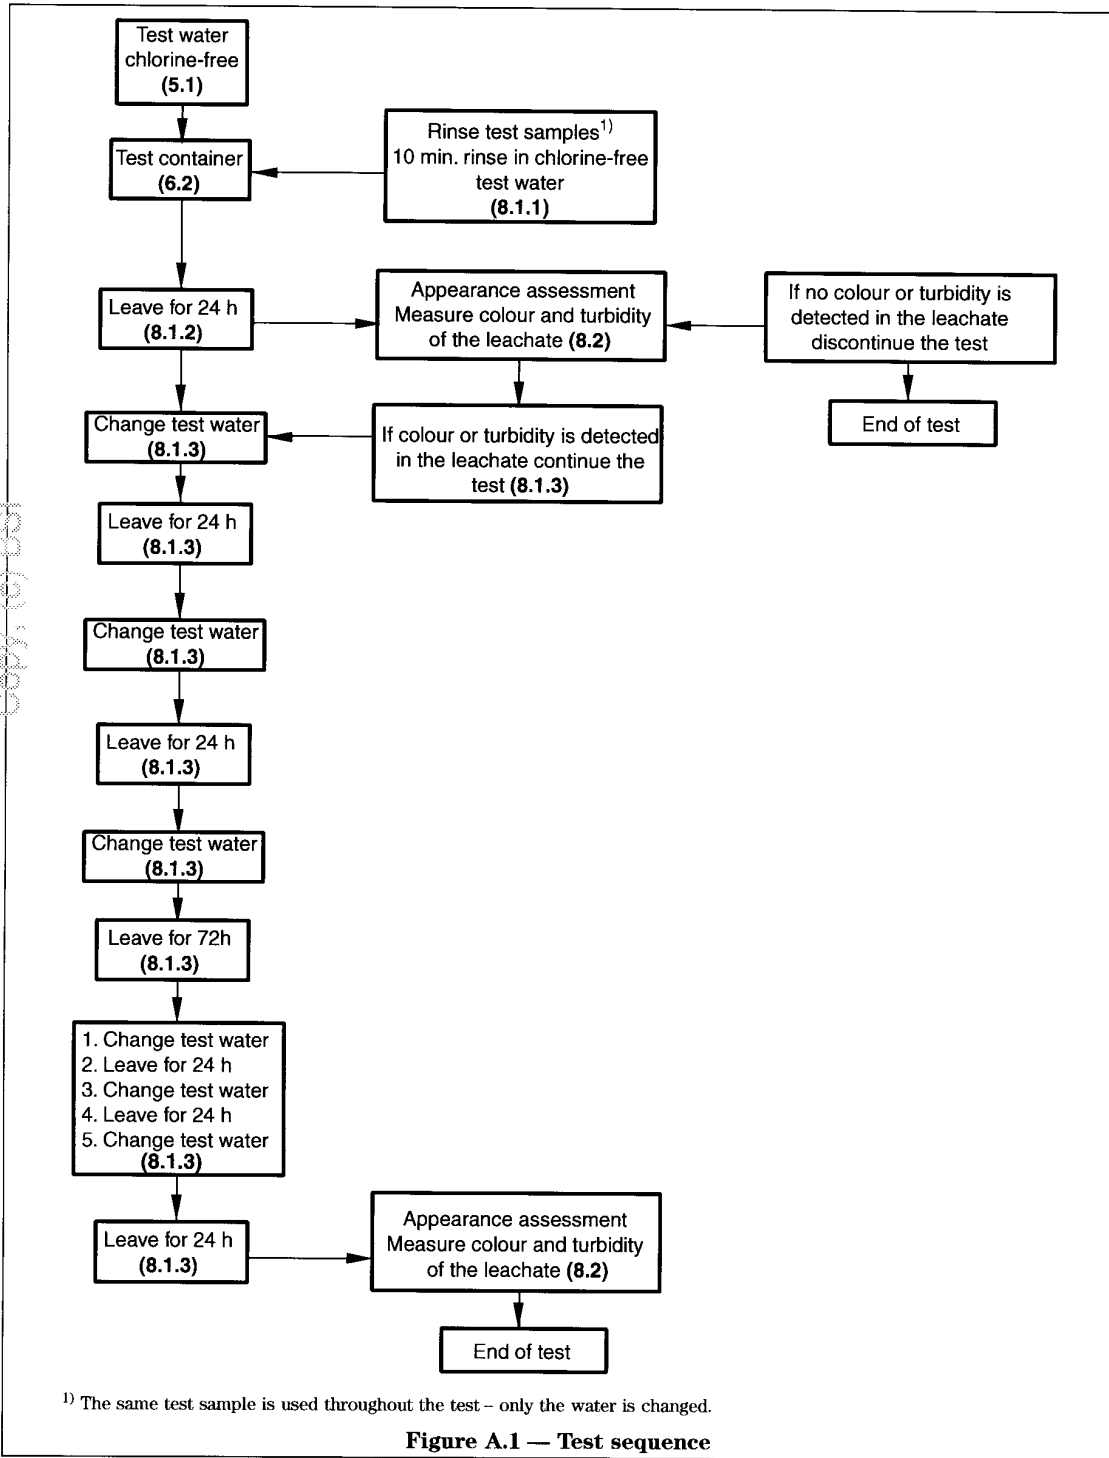 Test water
chlorine-free
(5.1)
Test container
(6.2)
Rinse test samples1)
10 min. rinse in chlorine-free
test water
(8.1.1)
Leave for 24 h
(8.1.2)
Appearance assessment
Measure colour and turbidity
of the leachate (8.2)
If no colour or turbidity is
detected in the leachate
discontinue the test
End of test
Change test water
(8.1.3)
If colour or turbidity is detected
in the leachate continue the
test (8.1.3)
Leave for 24 h
(8.1.3)
Change test water
(8.1.3)
Leave for 24 h
(8.1.3)
Change test water
(8.1.3)
Leave for 72h
(8.1.3)
1. Change test water
2. Leave for 24 h
3. Change test water
4. Leave for 24 h
5. Change test water
(8.1.3)
Leave for 24 h
(8.1.3)
Appearance assessment
Measure colour and turbidity
of the leachate (8.2)
End of test
1) The same test sample is used throughout the test – only the water is changed.
Figure A.1 — Test sequence